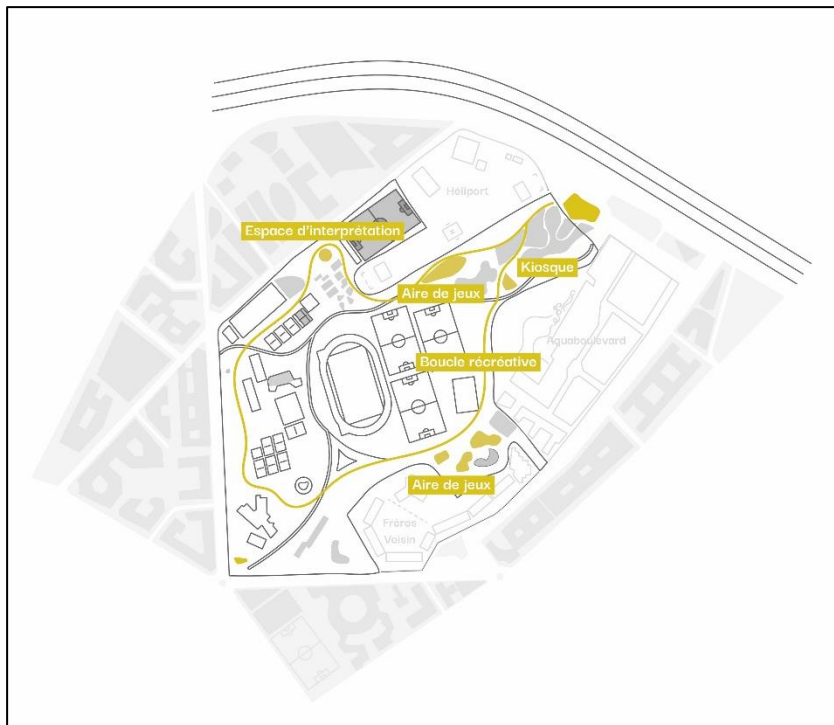 Héliport
Espace d'interprétation
Kiosque
Aire de jeux
Aquaboulevard
Boucle récréative
Aire de jeux
Frères
Voisin